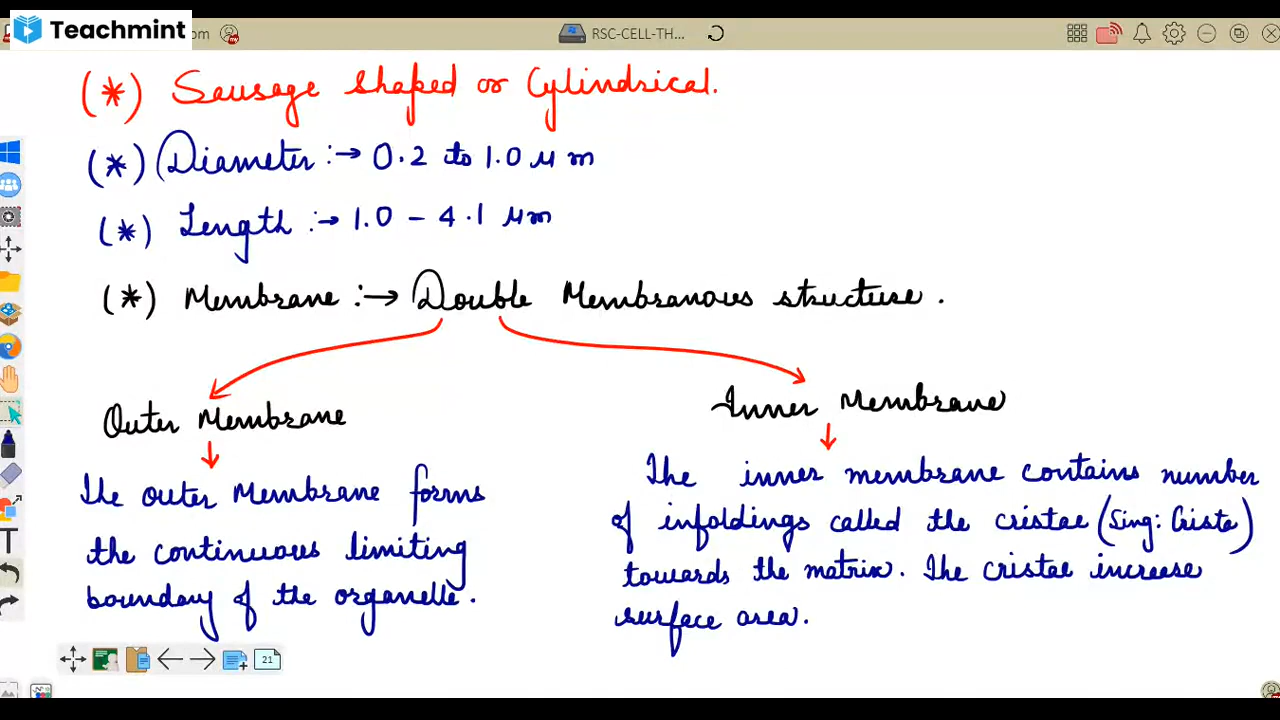 Teachmint
om
RSC-CELL-TH...
(*) Sausage Shaped or Cylindrical.
(*) Diameter :→ 0.2 to 1.0 μm
(*) Length :→ 1.0 - 4.1 μm
(*) Membrane :→ Double Membranous structure.
Outer Membrane
Inner Membrane
The outer Membrane forms
the continuous limiting
boundary of the organelle.
The inner membrane contains number
of infoldings called the cristae (Sing: Crista)
towards the matrix. The cristae increase
surface area.
21